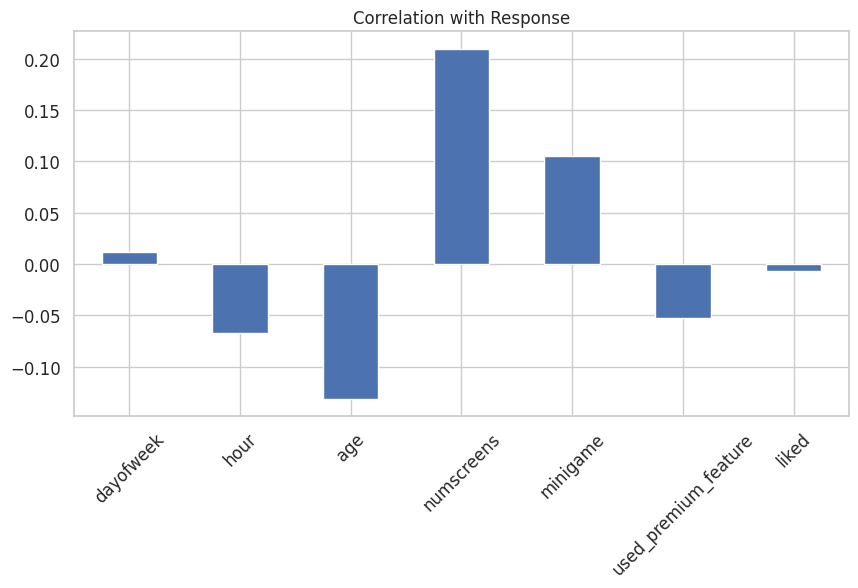 Correlation with Response
0.20
0.15
0.10
0.05
0.00
−0.05
−0.10
dayofweek
hour
age
numscreens
minigame
used_premium_feature
liked